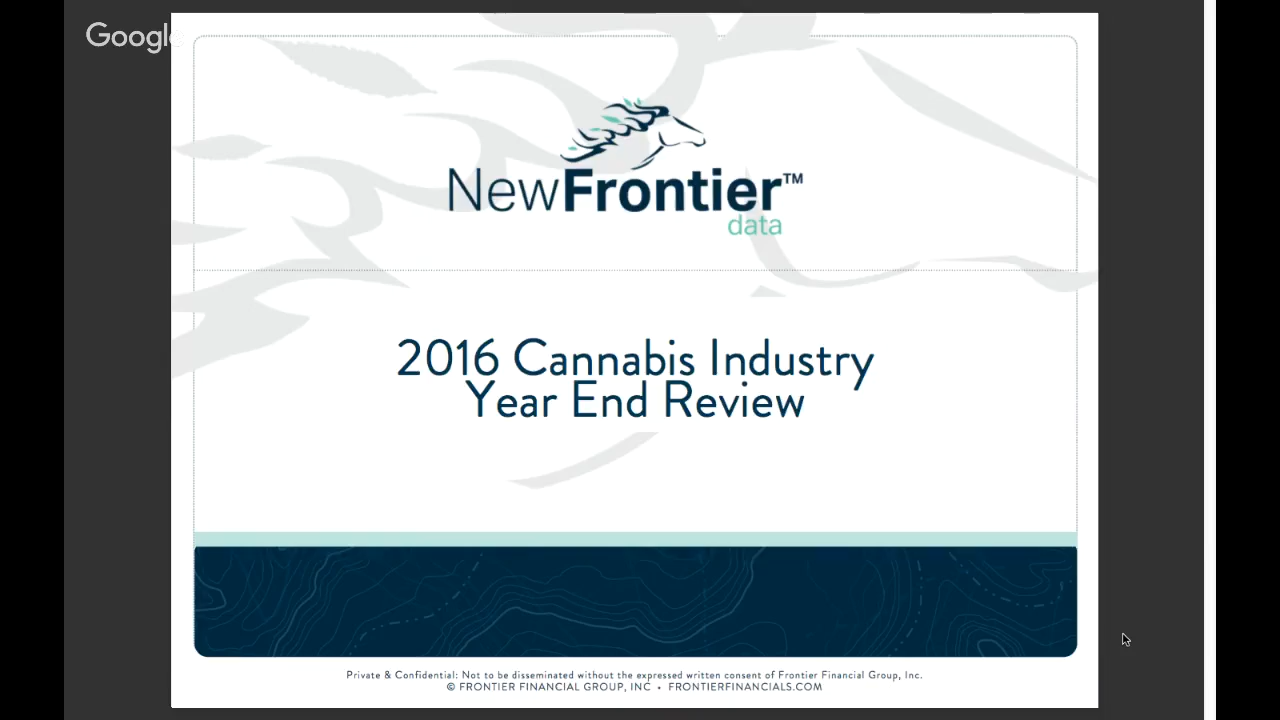 Google
NewFrontier™
data
2016 Cannabis Industry
Year End Review
Private & Confidential: Not to be disseminated without the expressed written consent of Frontier Financial Group, Inc.
© FRONTIER FINANCIAL GROUP, INC • FRONTIERFINANCIALS.COM